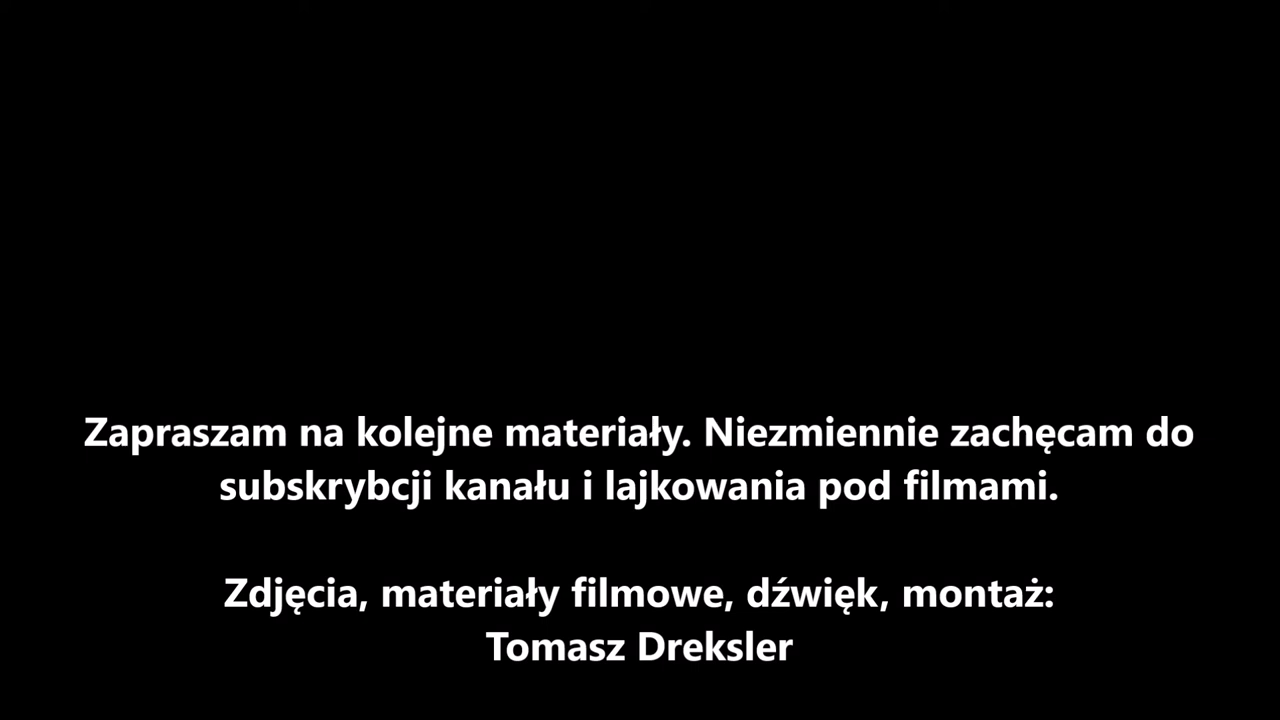 Zapraszam na kolejne materiały. Niezmiennie zachęcam do
subskrybcji kanału i lajkowania pod filmami.
Zdjęcia, materiały filmowe, dźwięk, montaż:
Tomasz Dreksler